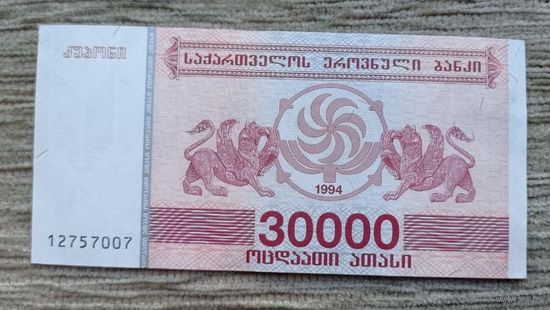 კუპონი
საქართველოს ეროვნული ბანკი
1994
30000
ოცდაათი ათასი
12757007